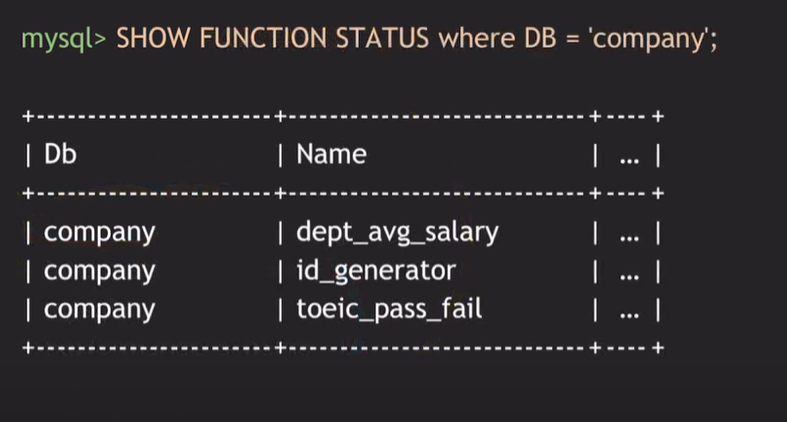 mysql> SHOW FUNCTION STATUS where DB = 'company';
+-----------------------+-----------------------------+----+
| Db | Name | ... |
+-----------------------+-----------------------------+----+
| company | dept_avg_salary | ... |
| company | id_generator | ... |
| company | toeic_pass_fail | ... |
+-----------------------+-----------------------------+----+